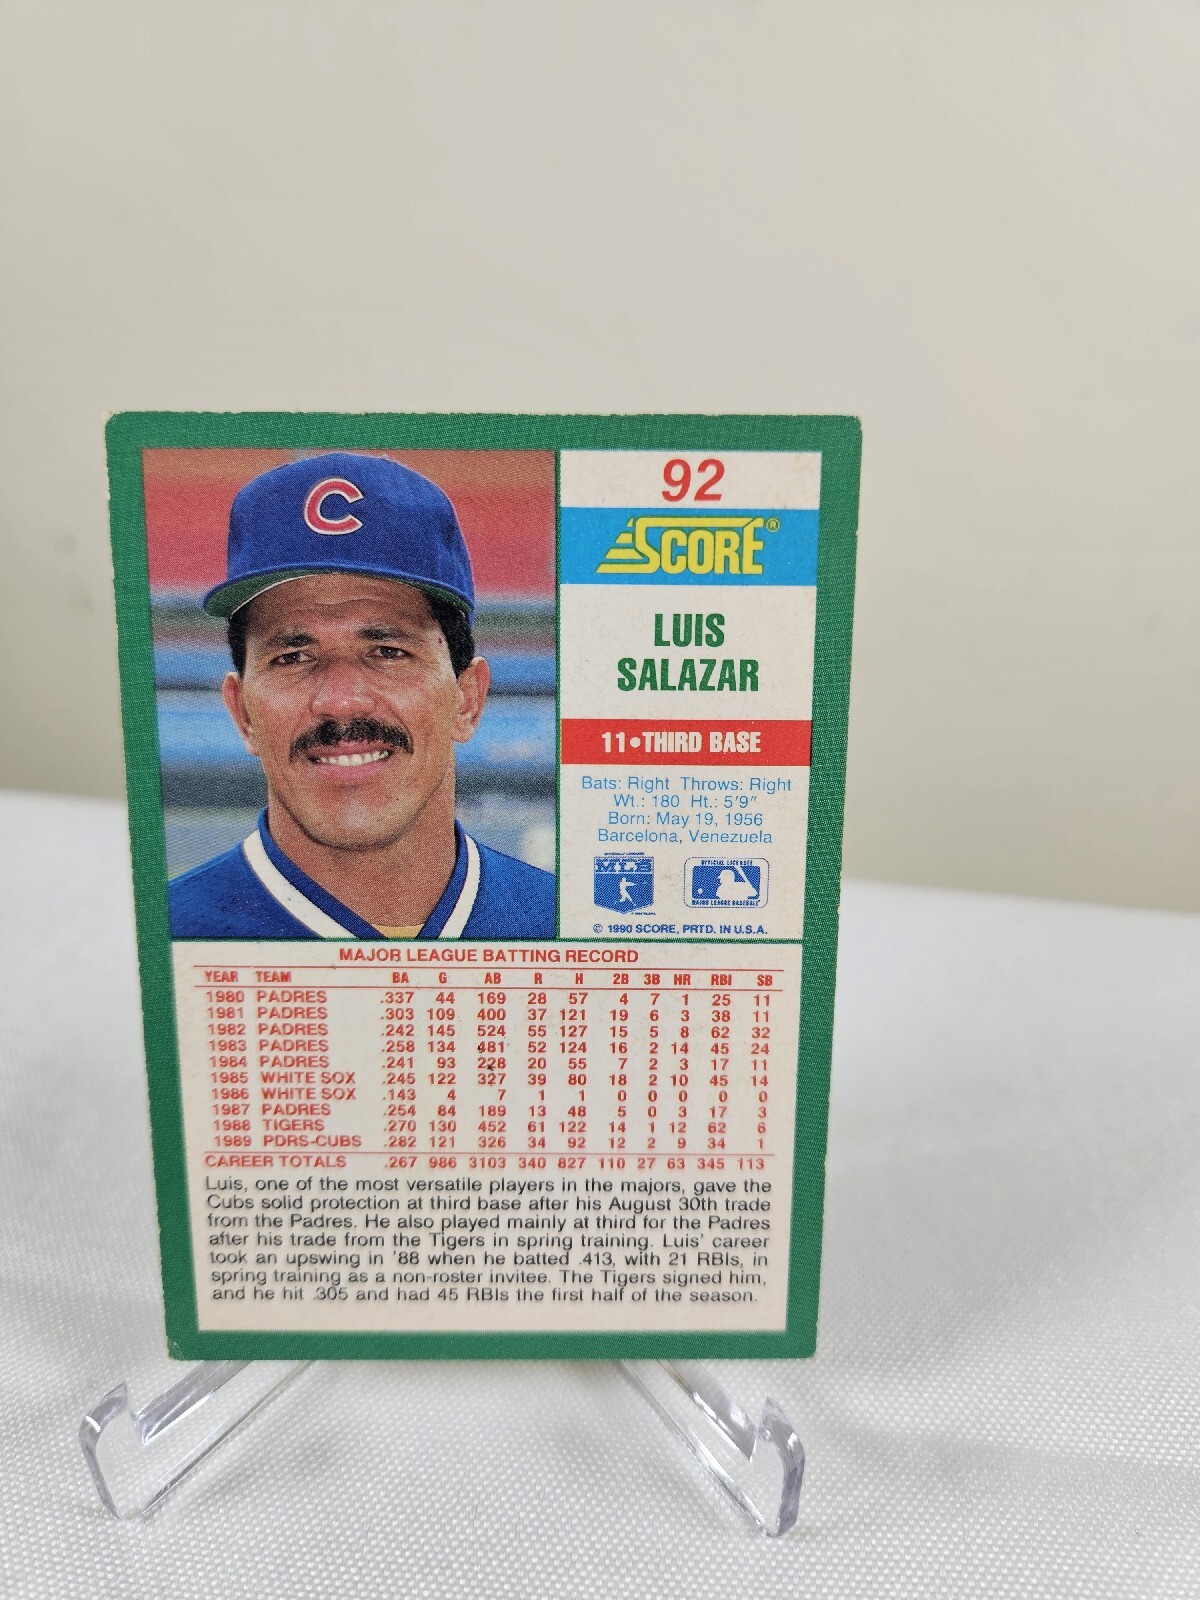 C
92
SCORE®
LUIS
SALAZAR
11•THIRD BASE
Bats: Right Throws: Right
Wt.: 180 Ht.: 5'9"
Born: May 19, 1956
Barcelona, Venezuela
MLB
OFFICIAL LICENSEE
MAJOR LEAGUE BASEBALL
© 1990 SCORE, PRTD. IN U.S.A.
MAJOR LEAGUE BATTING RECORD
YEAR TEAM BA G AB R H 2B 3B HR RBI SB
1980 PADRES .337 44 169 28 57 4 7 1 25 11
1981 PADRES .303 109 400 37 121 19 6 3 38 11
1982 PADRES .242 145 524 55 127 15 5 8 62 32
1983 PADRES .258 134 481 52 124 16 2 14 45 24
1984 PADRES .241 93 228 20 55 7 2 3 17 11
1985 WHITE SOX .245 122 327 39 80 18 2 10 45 14
1986 WHITE SOX .143 4 7 1 1 0 0 0 0 0
1987 PADRES .254 84 189 13 48 5 0 3 17 3
1988 TIGERS .270 130 452 61 122 14 1 12 62 6
1989 PDRS-CUBS .282 121 326 34 92 12 2 9 34 1
CAREER TOTALS .267 986 3103 340 827 110 27 63 345 113
Luis, one of the most versatile players in the majors, gave the
Cubs solid protection at third base after his August 30th trade
from the Padres. He also played mainly at third for the Padres
after his trade from the Tigers in spring training. Luis' career
took an upswing in '88 when he batted .413, with 21 RBIs, in
spring training as a non-roster invitee. The Tigers signed him,
and he hit .305 and had 45 RBIs the first half of the season.